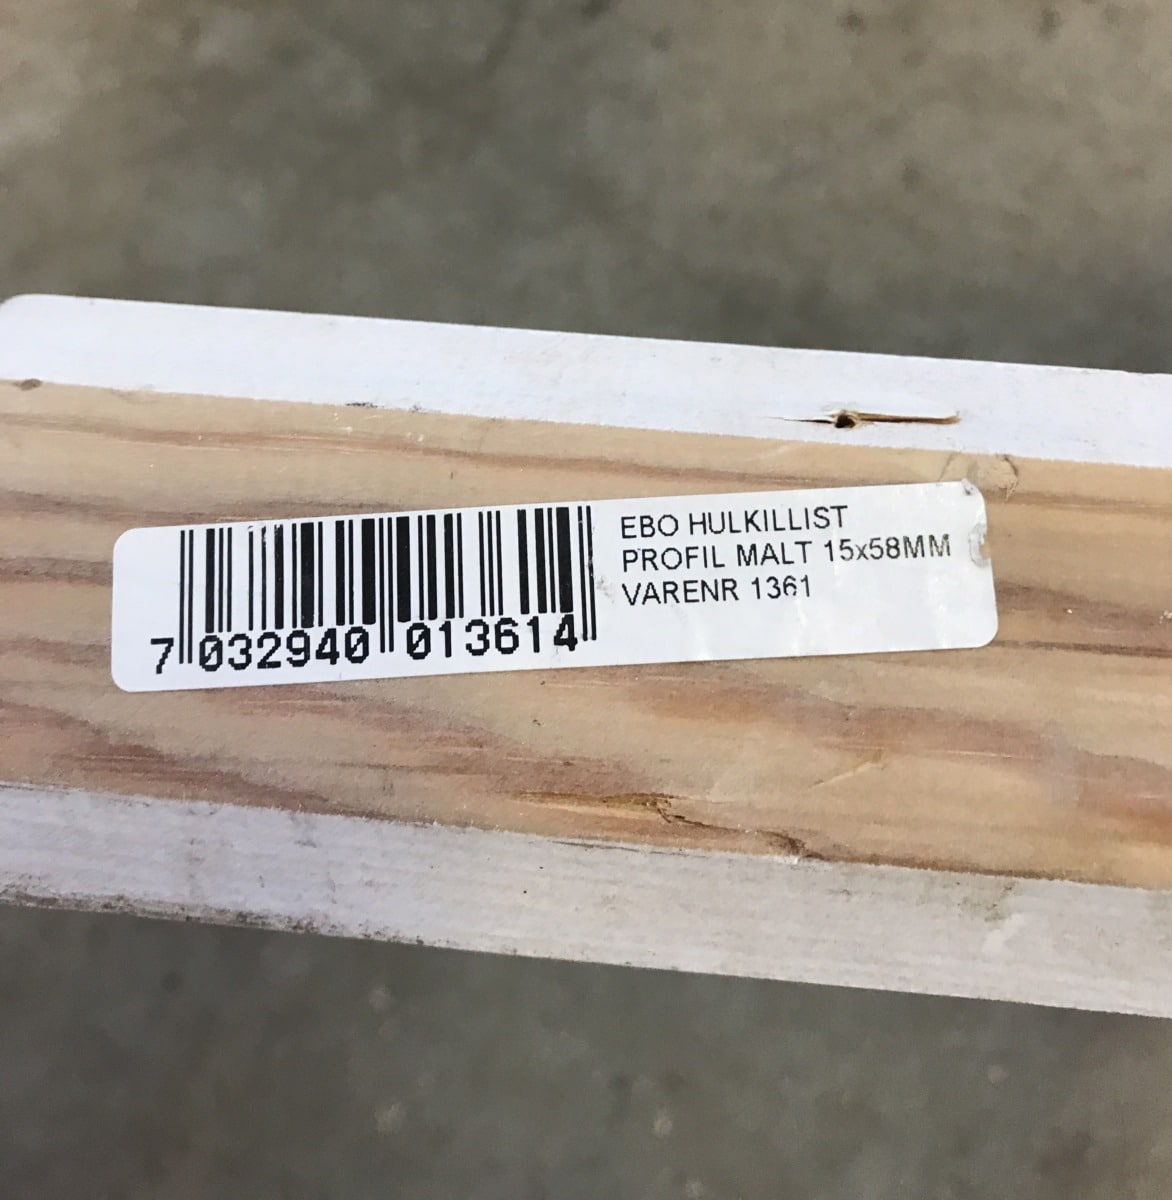 EBO HULKILLIST
PROFIL MALT 15x58MM
VARENR 1361
7 032940 013614